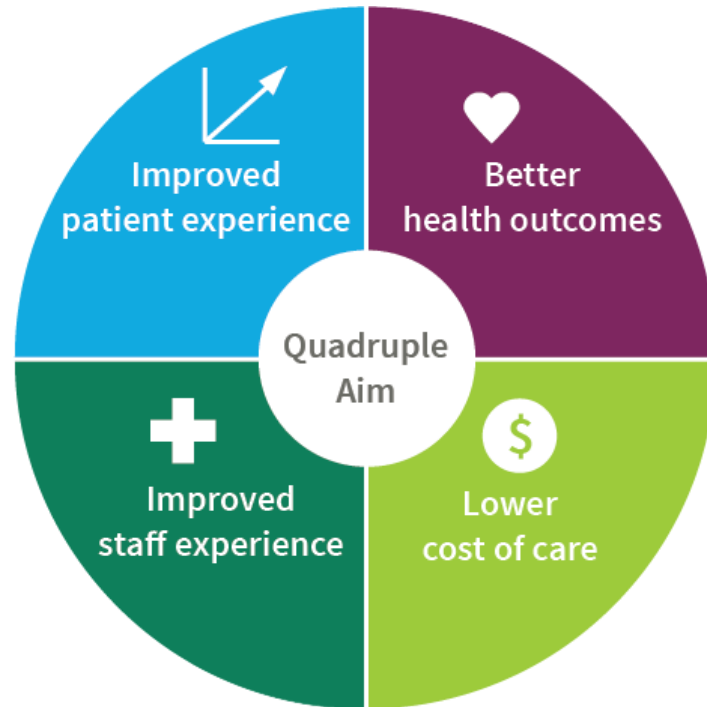 Improved
patient experience
Better
health outcomes
Quadruple
Aim
Improved
staff experience
$
Lower
cost of care